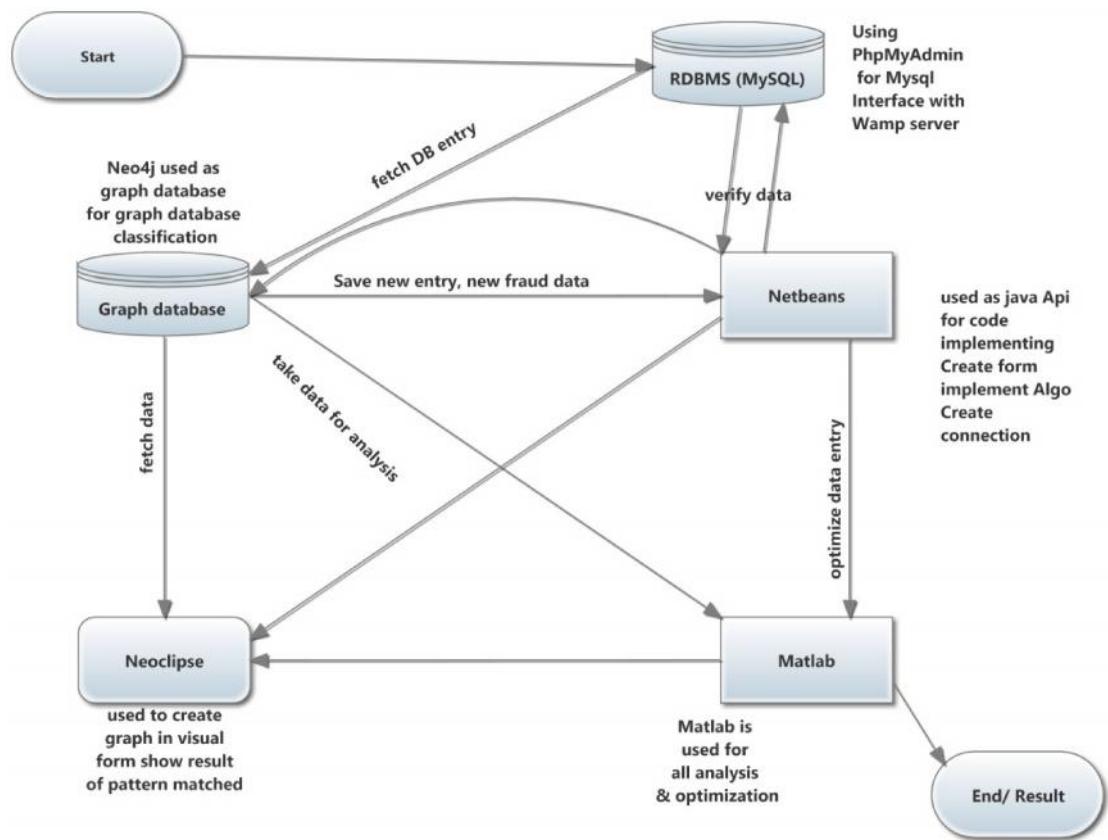 Start
RDBMS (MySQL)
Using
PhpMyAdmin
for Mysql
Interface with
Wamp server
fetch DB entry
verify data
Neo4j used as
graph database
for graph database
classification
Graph database
Save new entry, new fraud data
Netbeans
used as java Api
for code
implementing
Create form
implement Algo
Create
connection
take data for analysis
fetch data
optimize data entry
Neoclipse
used to create
graph in visual
form show result
of pattern matched
Matlab
Matlab is
used for
all analysis
& optimization
End/ Result